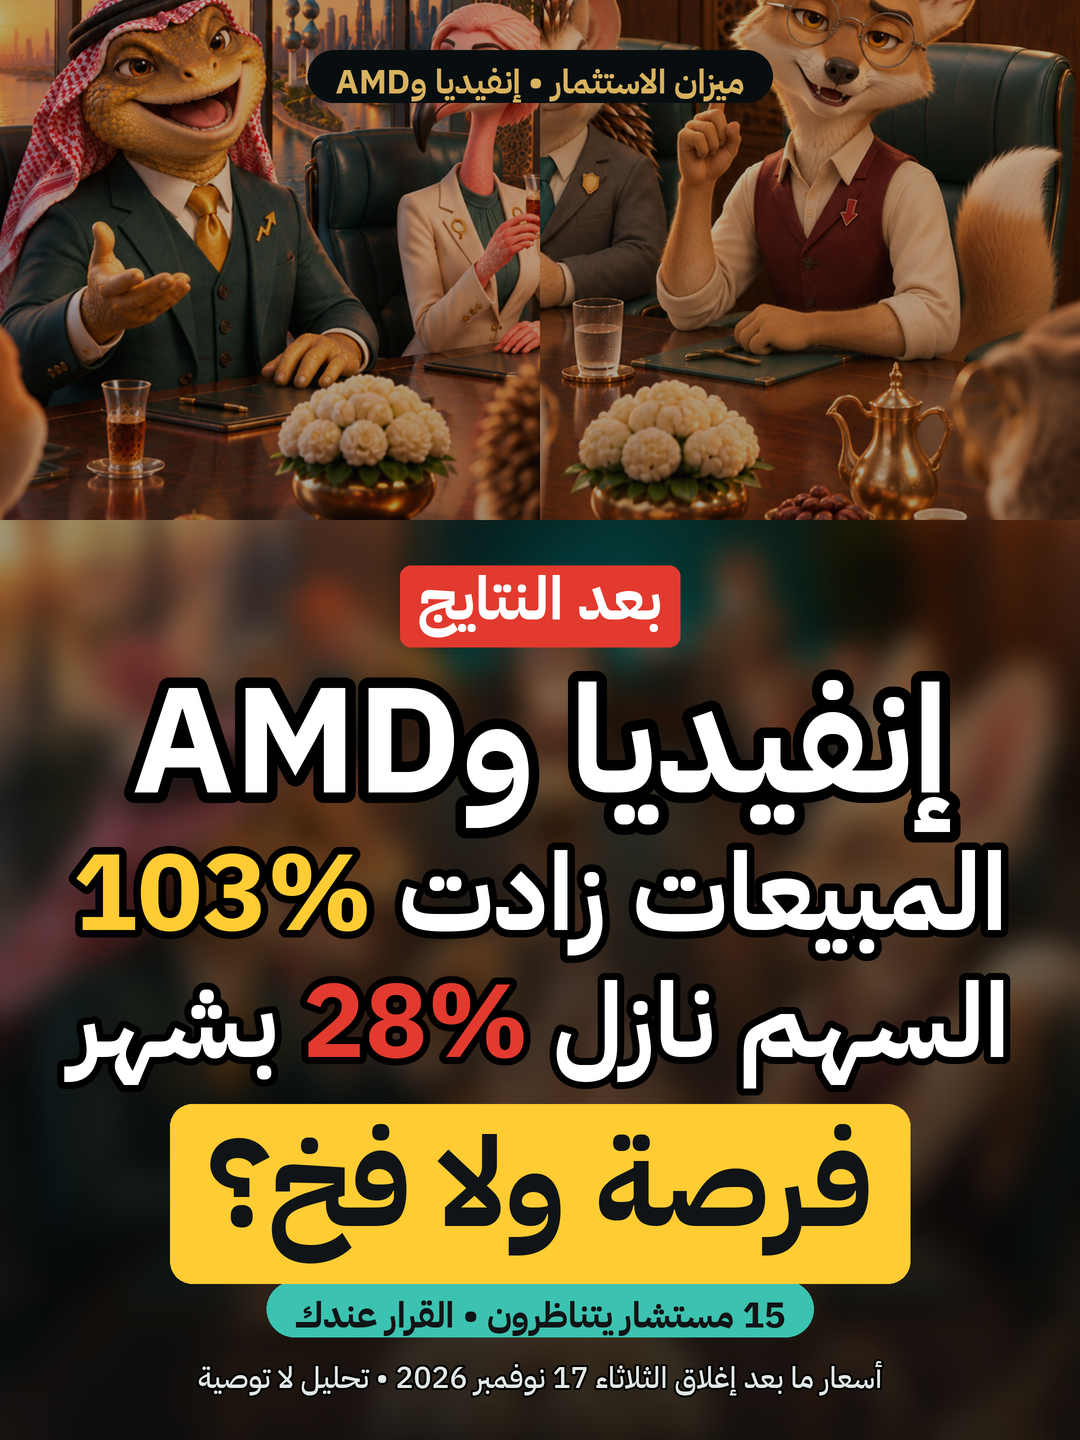 ميزان الاستثمار • إنفيديا وAMD
بعد النتايج
إنفيديا وAMD
المبيعات زادت 103%
السهم نازل 28% بشهر
فرصة ولا فخ؟
15 مستشار يتناظرون • القرار عندك
أسعار ما بعد إغلاق الثلاثاء 17 نوفمبر 2026 • تحليل لا توصية